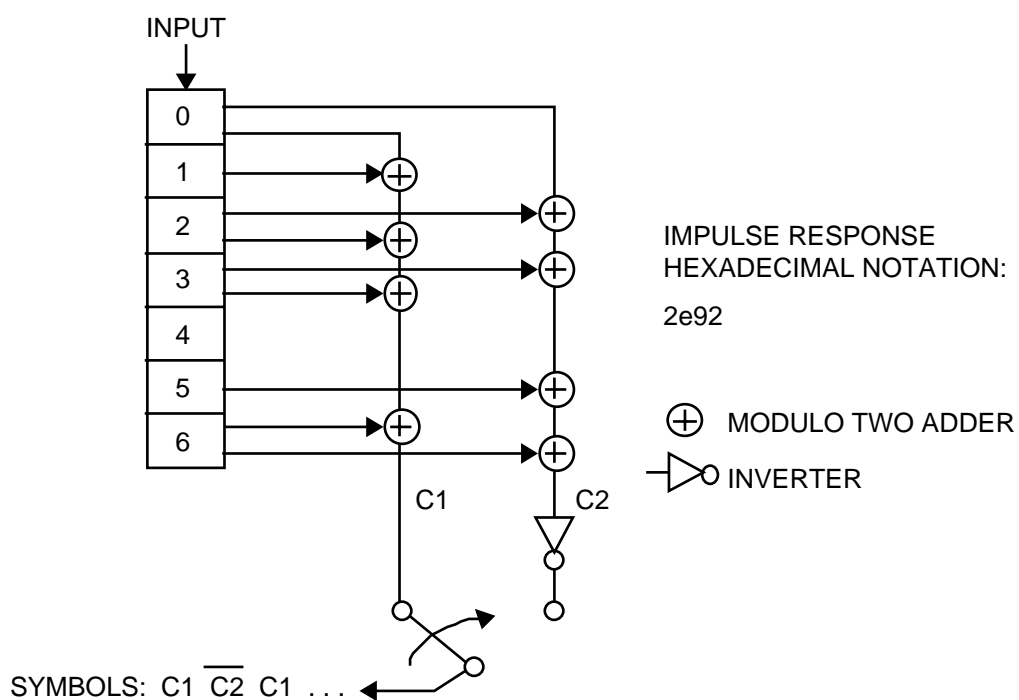 INPUT
0
1
2
3
4
5
6
IMPULSE RESPONSE
HEXADECIMAL NOTATION:
2e92
MODULO TWO ADDER
INVERTER
C1
C2
SYMBOLS: C1 C̅2̅ C1 . . .